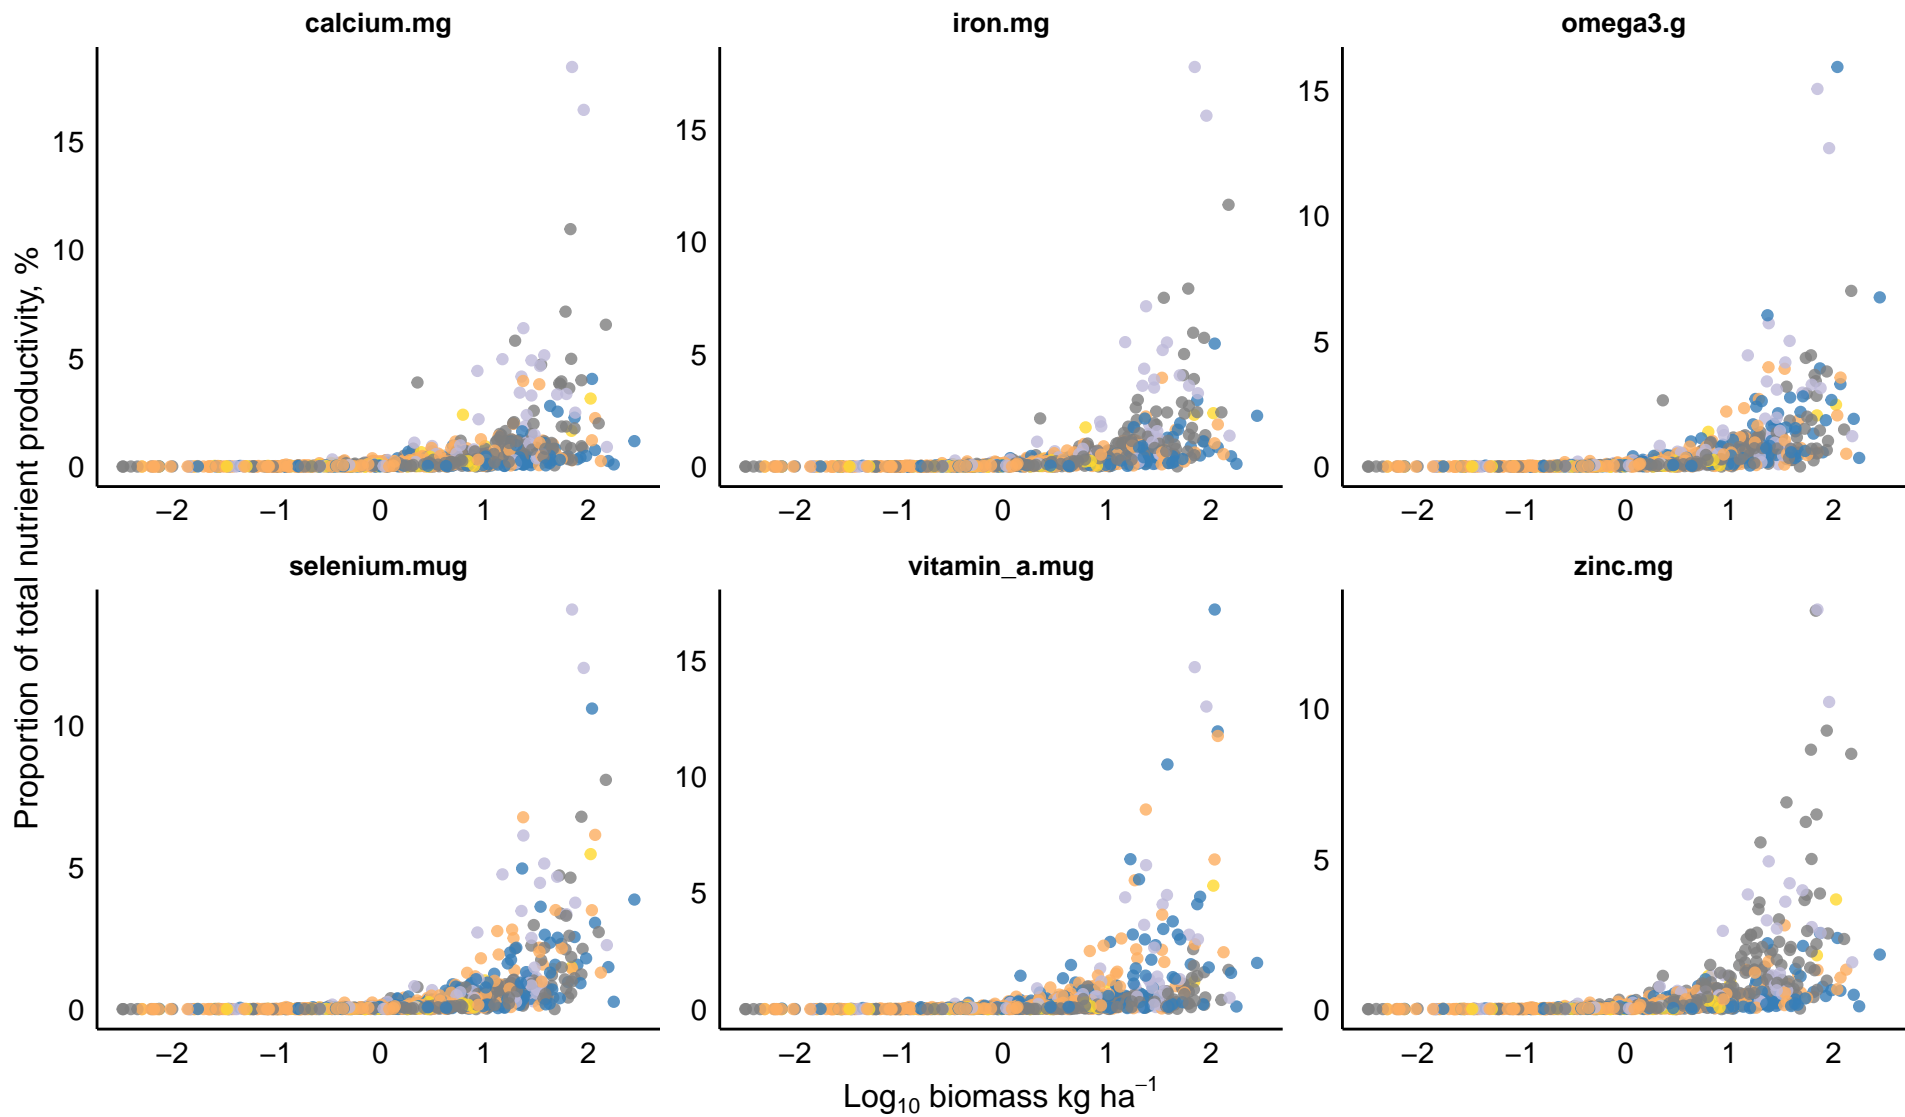 calcium.mg iron.mg omega3.g
15 15 15
10 10 10
5 5 5
0 0 0
−2 −1 0 1 2 −2 −1 0 1 2 −2 −1 0 1 2
Proportion of total nutrient productivity, %
selenium.mug vitamin_a.mug zinc.mg
10 15 10
5 10 5
0 5 0
0
−2 −1 0 1 2 −2 −1 0 1 2 −2 −1 0 1 2
Log₁₀ biomass kg ha⁻¹